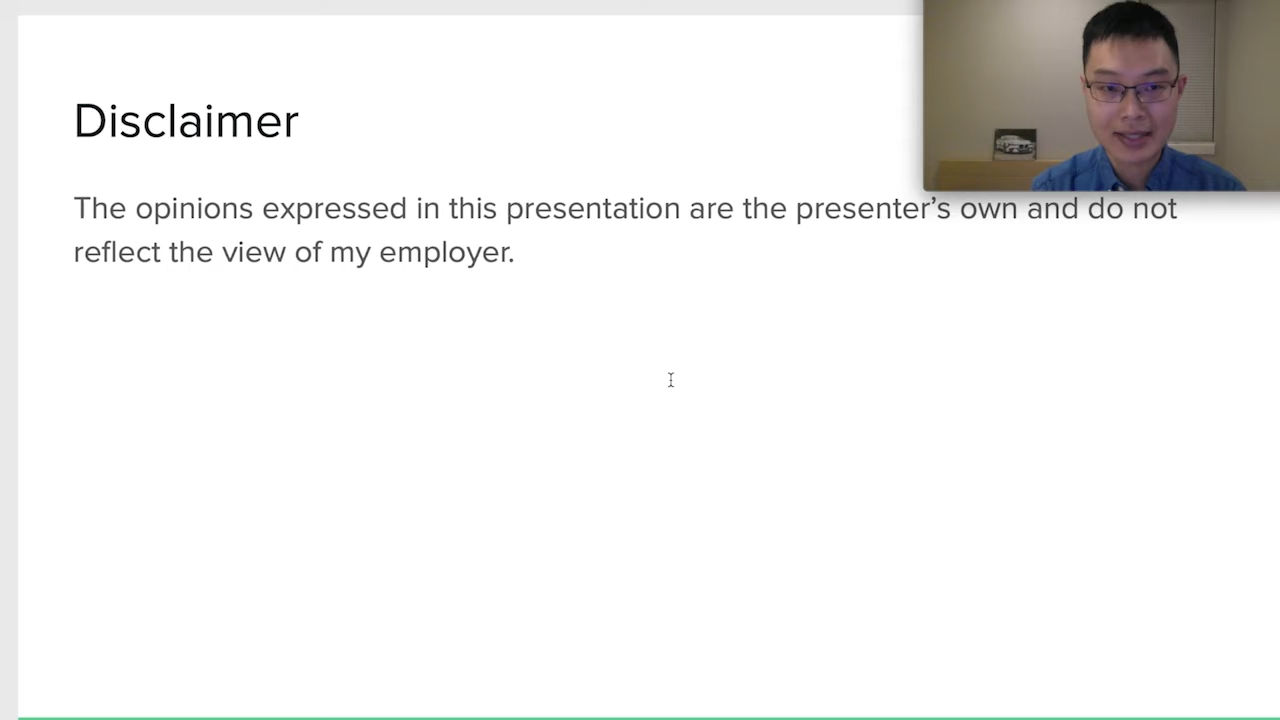 Disclaimer
The opinions expressed in this presentation are the presenter’s own and do not
reflect the view of my employer.